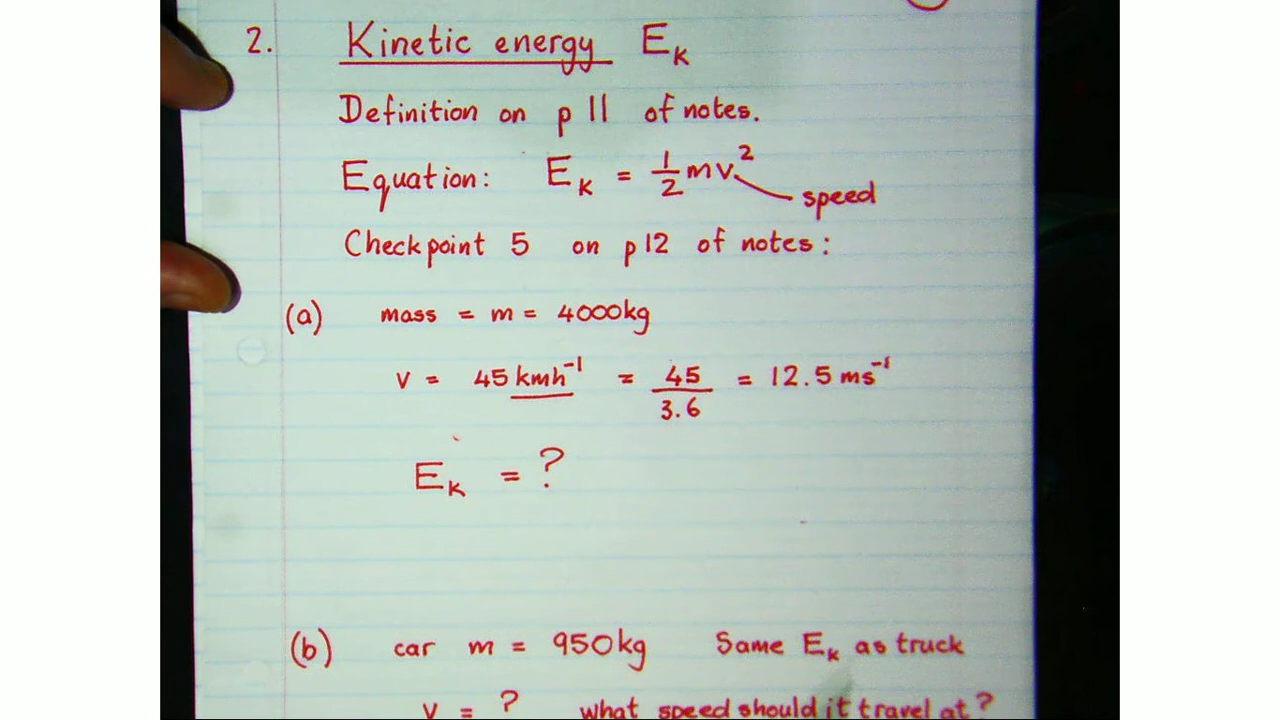 2. Kinetic energy Eₖ
Definition on p 11 of notes.
Equation: Eₖ = 1/2 mv²
speed
Checkpoint 5 on p12 of notes:
(a) mass = m = 4000kg
v = 45 kmh⁻¹ = 45/3.6 = 12.5 ms⁻¹
Eₖ = ?
(b) car m = 950kg Same Eₖ as truck
v = ? what speed should it travel at?